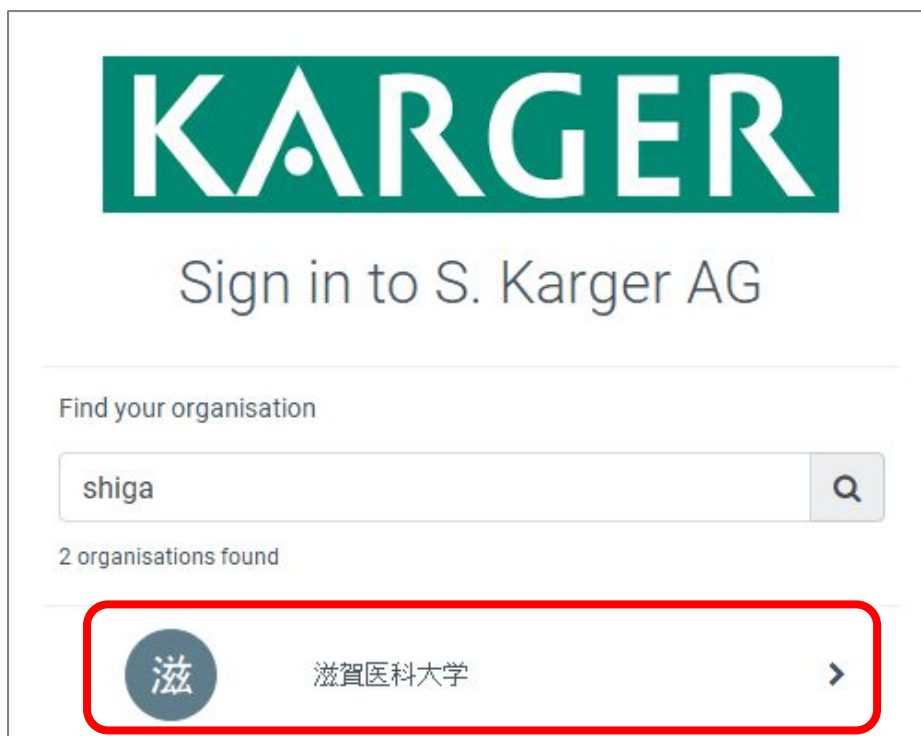 KARGER
Sign in to S. Karger AG
Find your organisation
shiga
2 organisations found
滋 滋賀医科大学